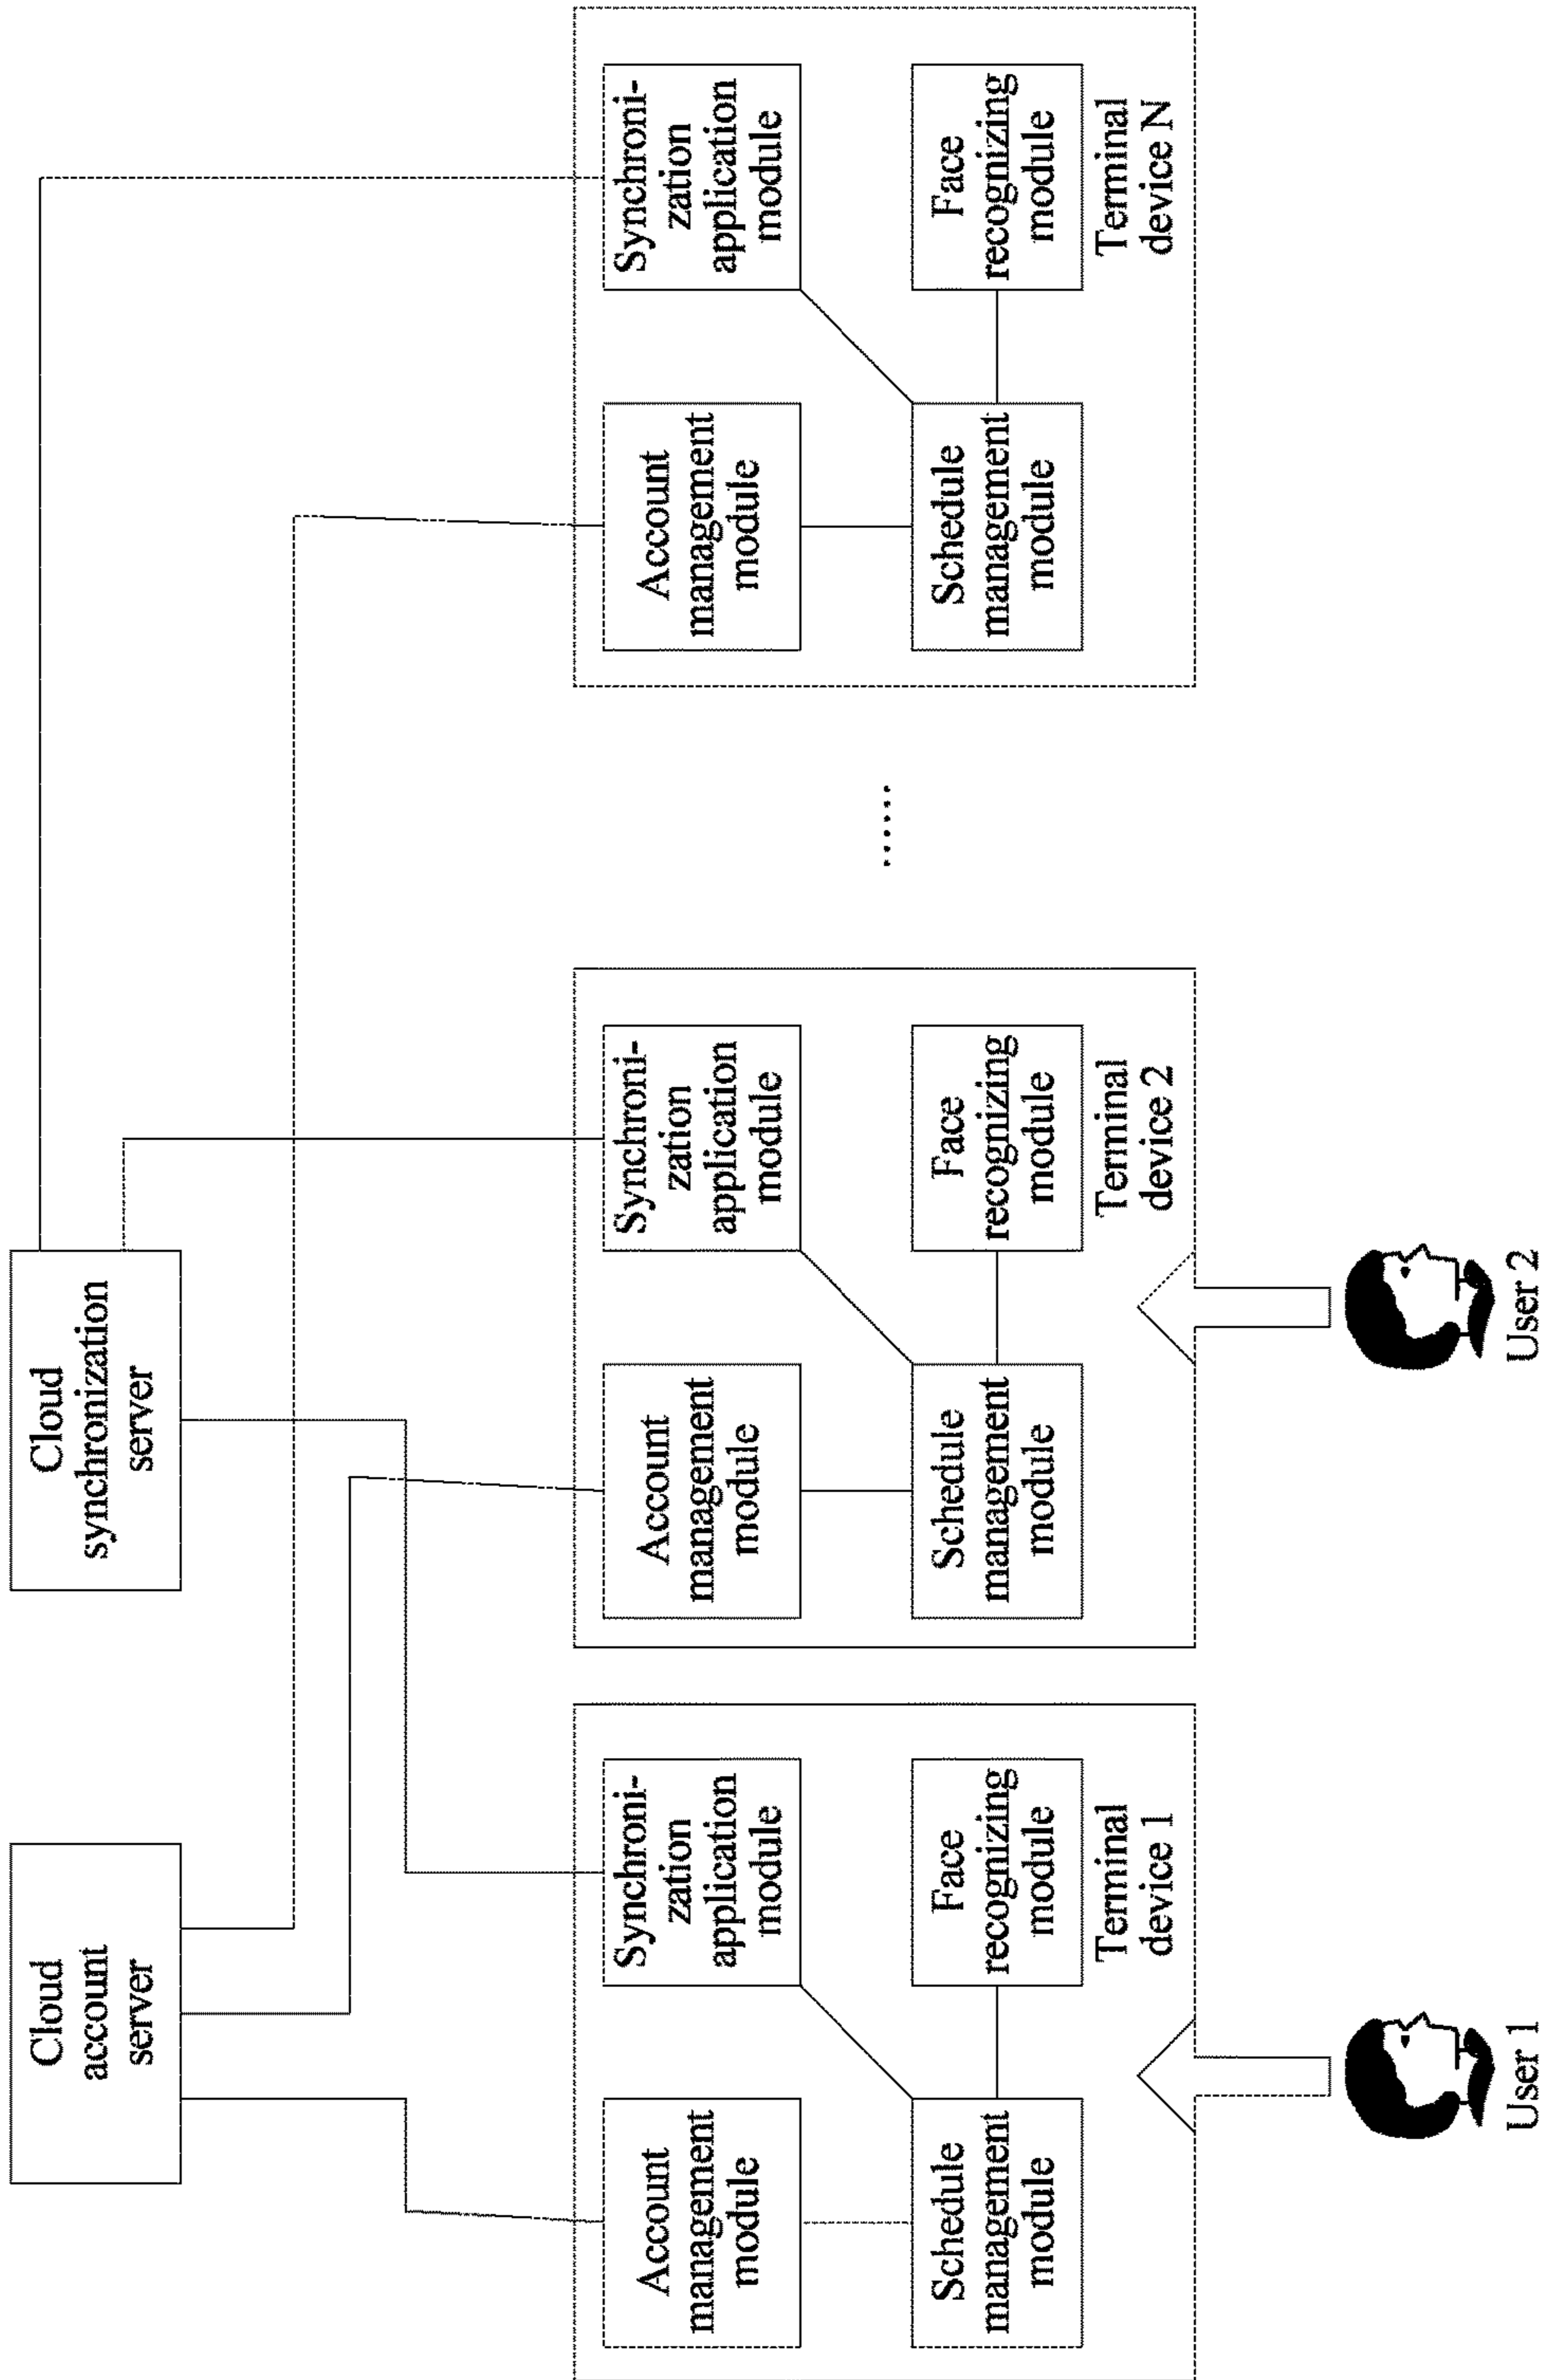 Cloud
account
server
Cloud
synchronization
server
Account
management
module
Synchroni-
zation
application
module
Schedule
management
module
Face
recognizing
module
Terminal
device 1
Account
management
module
Synchroni-
zation
application
module
Schedule
management
module
Face
recognizing
module
Terminal
device 2
......
Account
management
module
Synchroni-
zation
application
module
Schedule
management
module
Face
recognizing
module
Terminal
device N
User 1
User 2